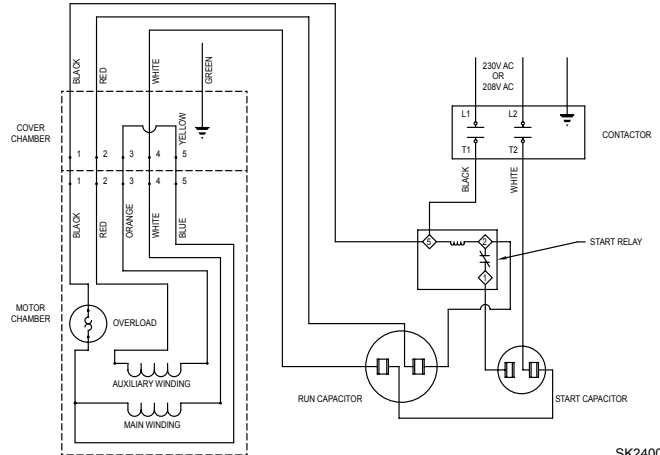 BLACK
RED
WHITE
GREEN
230V AC
OR
208V AC
L1
L2
CONTACTOR
T1
T2
COVER
CHAMBER
YELLOW
1 2 3 4 5
1 2 3 4 5
BLACK
WHITE
BLACK
RED
ORANGE
WHITE
BLUE
5
2
1
START RELAY
MOTOR
CHAMBER
OVERLOAD
AUXILIARY WINDING
MAIN WINDING
RUN CAPACITOR
START CAPACITOR
SK2400